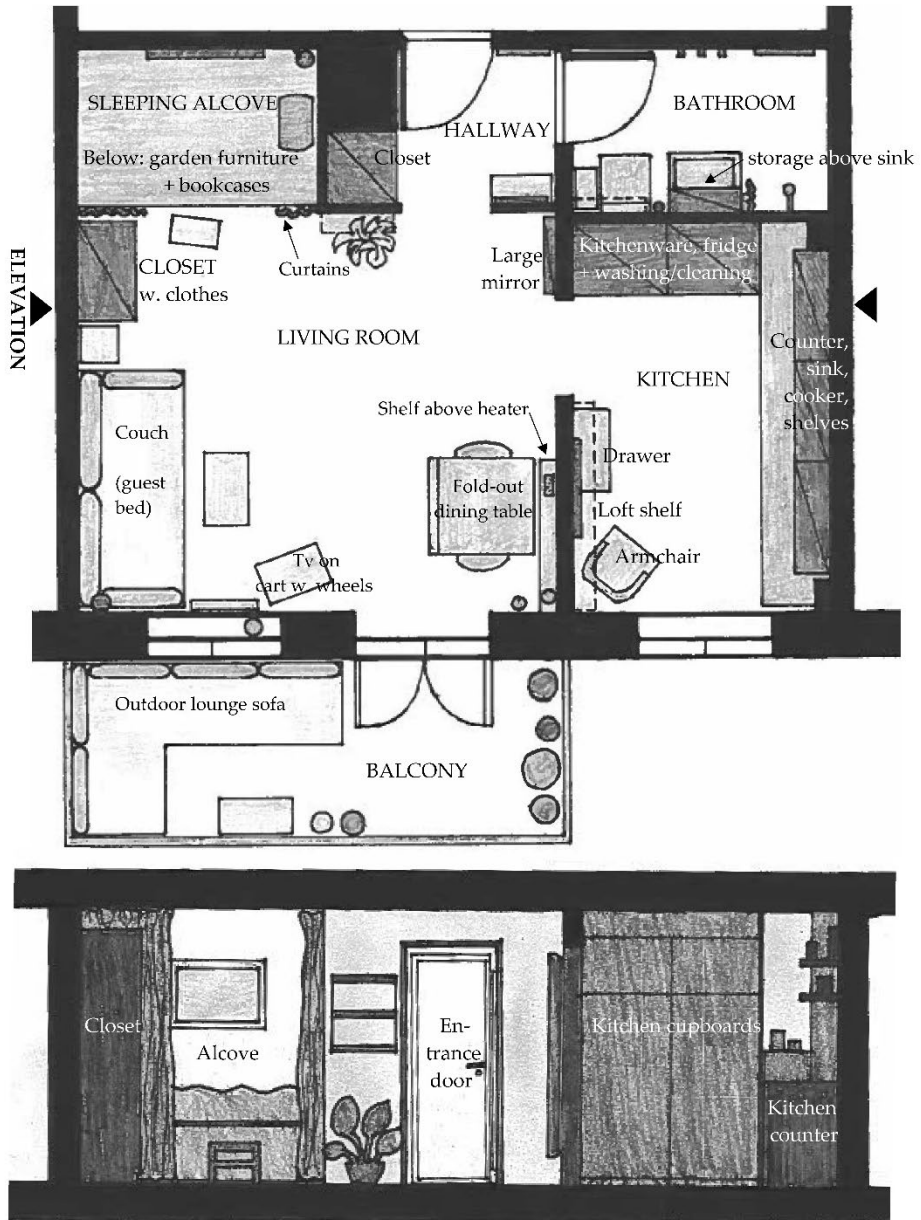 SLEEPING ALCOVE
Below: garden furniture
+ bookcases
HALLWAY
Closet
BATHROOM
storage above sink
ELEVATION
CLOSET
w. clothes
Curtains
Large
mirror
Kitchenware, fridge
+ washing/cleaning
LIVING ROOM
KITCHEN
Counter,
sink,
cooker,
shelves
Couch
(guest
bed)
Shelf above heater
Fold-out
dining table
Drawer
Loft shelf
Armchair
Tv on
cart w. wheels
Outdoor lounge sofa
BALCONY
Closet
Alcove
En-
trance
door
Kitchen cupboards
Kitchen
counter